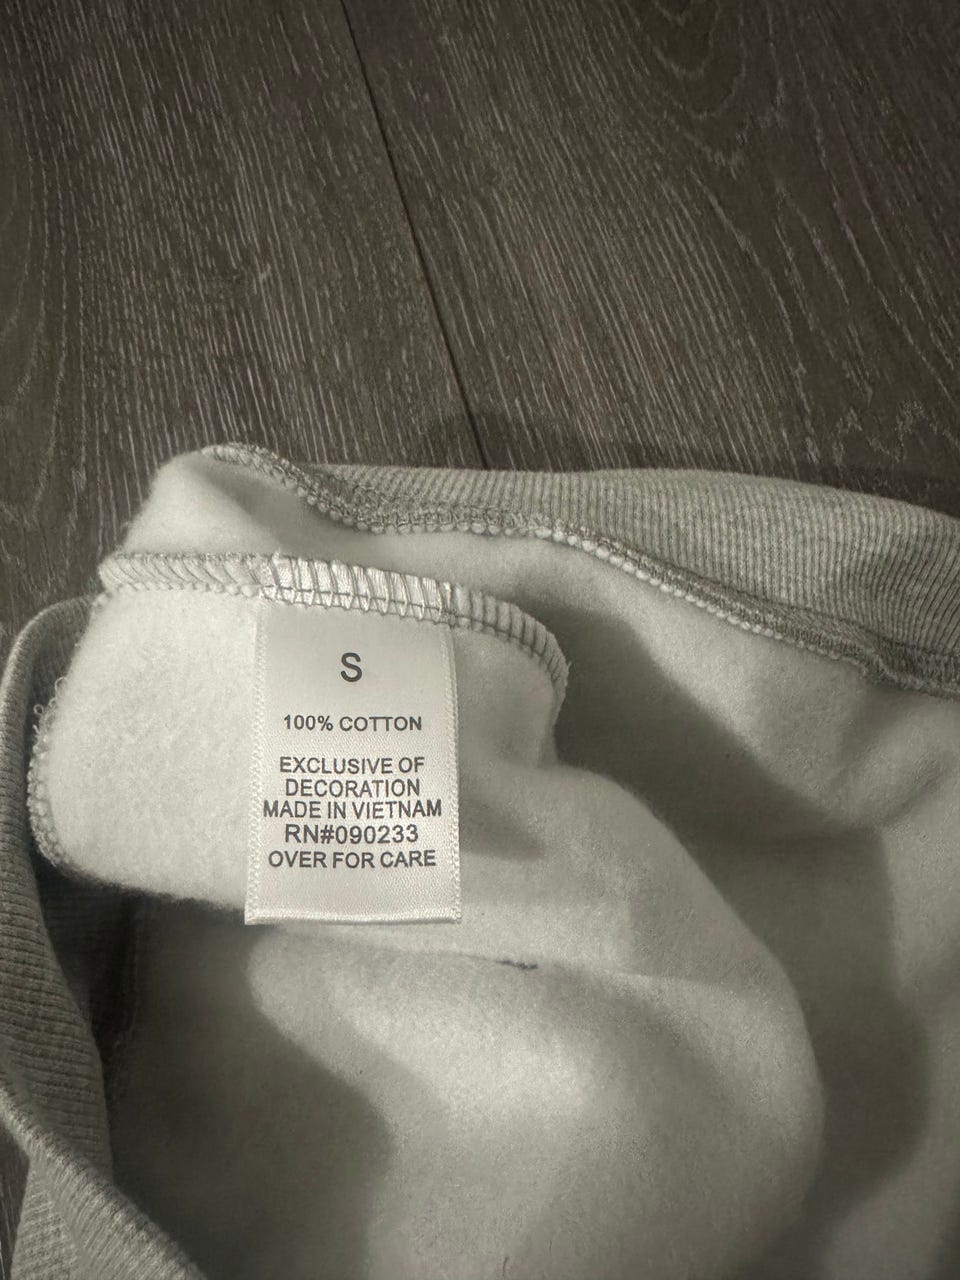 S
100% COTTON
EXCLUSIVE OF
DECORATION
MADE IN VIETNAM
RN#090233
OVER FOR CARE